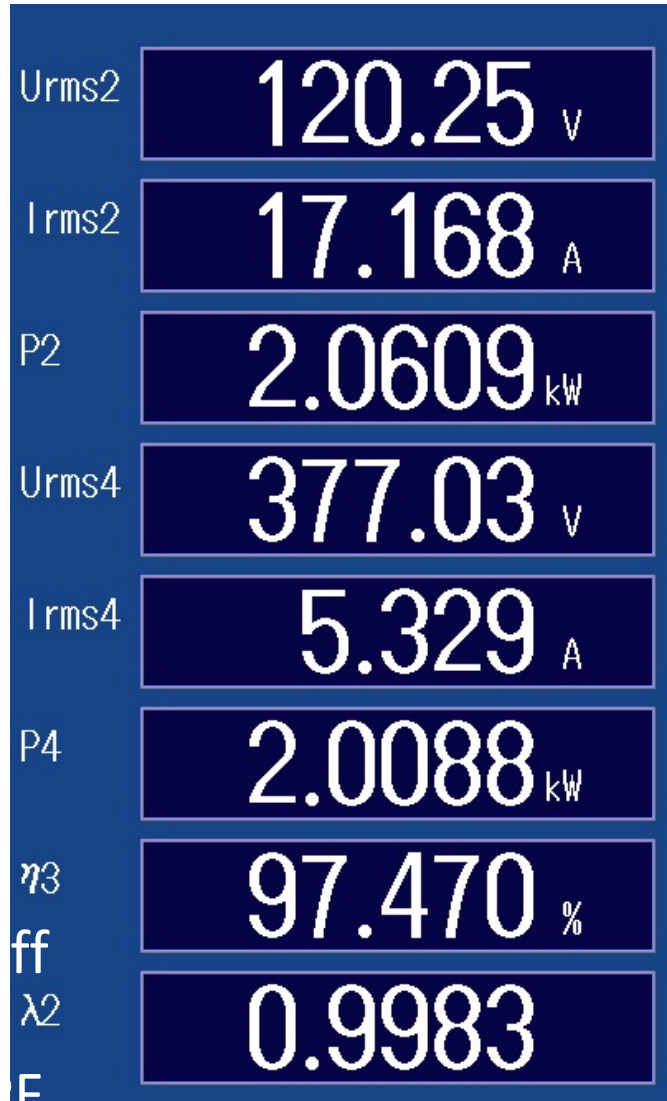 Urms2 120.25 V
Irms2 17.168 A
P2 2.0609 kW
Urms4 377.03 V
Irms4 5.329 A
P4 2.0088 kW
η3 97.470 %
ff
λ2 0.9983